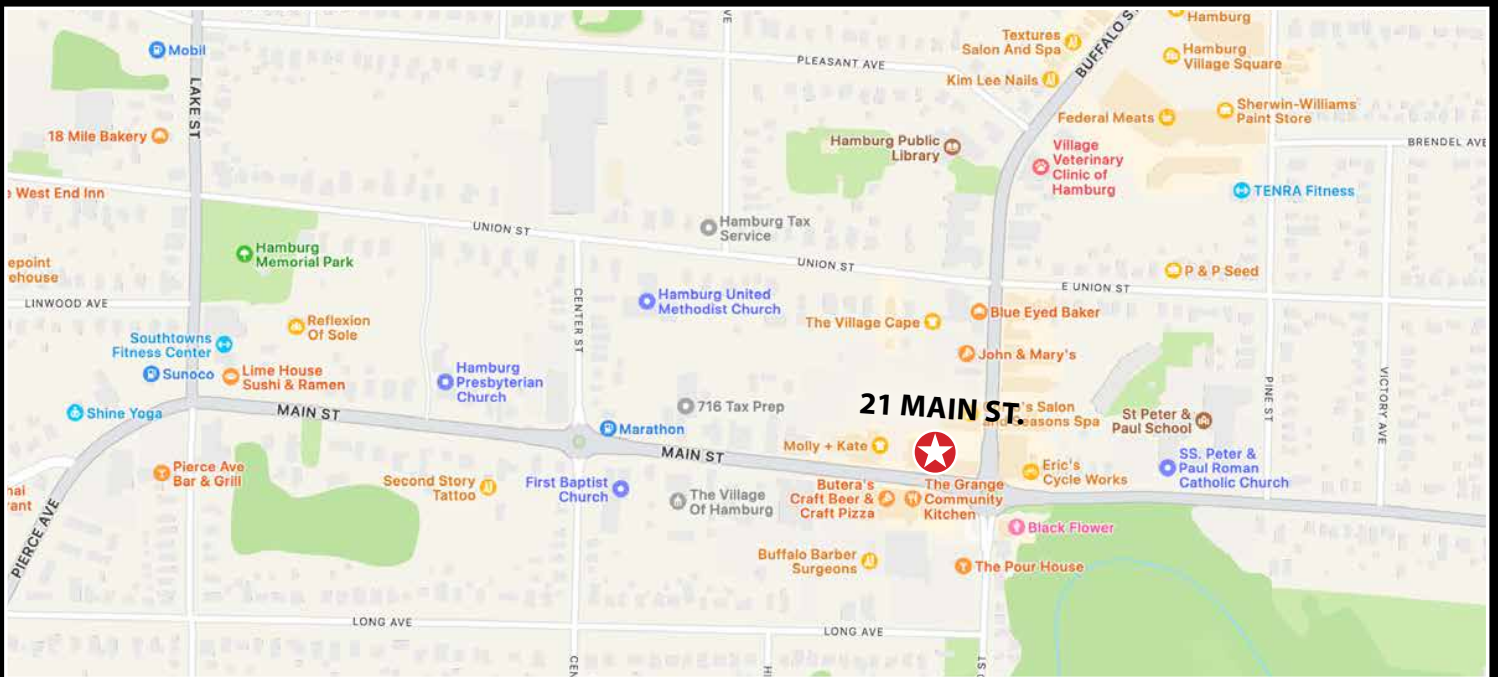 Mobil
Textures
Salon And Spa
Hamburg
Hamburg
Village Square
BUFFALO
PLEASANT AVE
Kim Lee Nails
LAKE ST
Federal Meats
Sherwin-Williams
Paint Store
18 Mile Bakery
Hamburg Public
Library
BRENDEL AVE
Village
Veterinary
Clinic of
Hamburg
West End Inn
TENRA Fitness
UNION ST
Hamburg Tax
Service
Hamburg
Memorial Park
UNION ST
P & P Seed
E UNION ST
LINWOOD AVE
CENTER ST
Hamburg United
Methodist Church
The Village Cape
Blue Eyed Baker
Reflexion
Of Sole
Southtowns
Fitness Center
John & Mary's
Sunoco
Lime House
Sushi & Ramen
Hamburg
Presbyterian
Church
PINE ST
VICTORY AVE
21 MAIN ST.
Shine Yoga
MAIN ST
716 Tax Prep
Salon
Spa
St Peter &
Paul School
Marathon
Molly + Kate
MAIN ST
Pierce Ave
Bar & Grill
Second Story
Tattoo
First Baptist
Church
The Village
Of Hamburg
Butera's
Craft Beer &
Craft Pizza
The Grange
Community
Kitchen
Eric's
Cycle Works
SS. Peter &
Paul Roman
Catholic Church
PIERCE AVE
Black Flower
Buffalo Barber
Surgeons
The Pour House
LONG AVE
LONG AVE